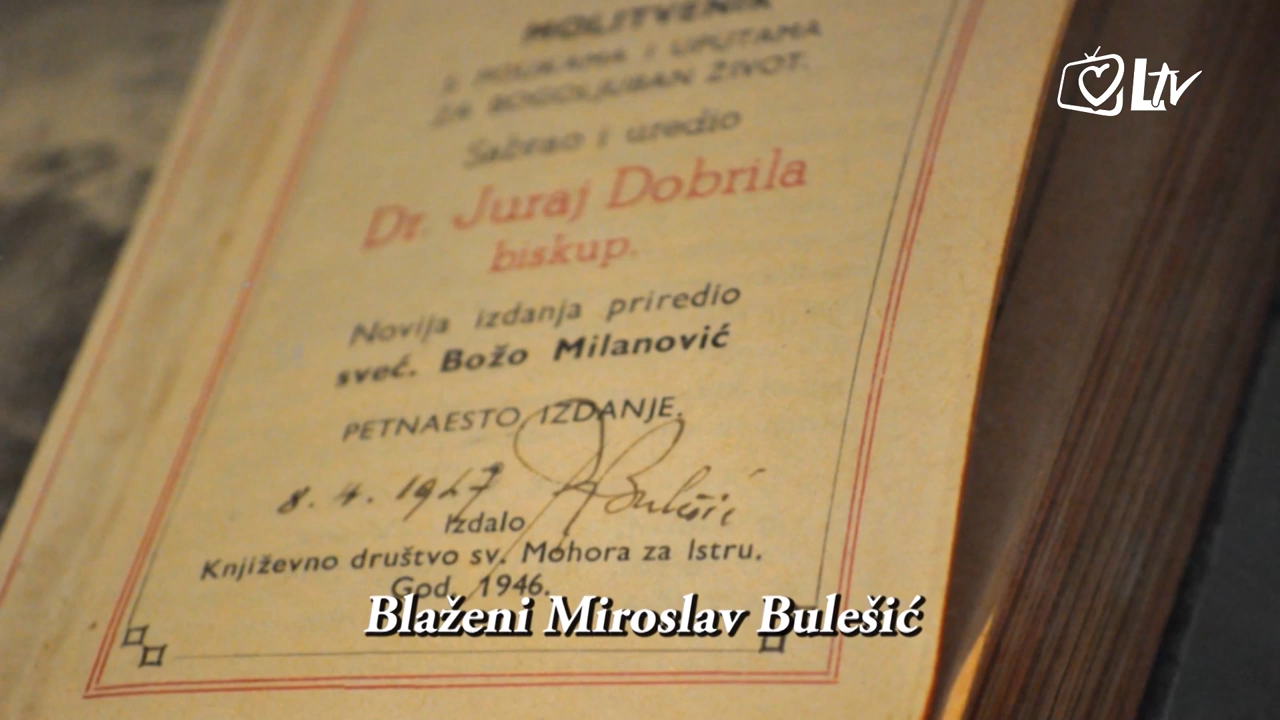 MOLITVENIK
S POUKAMA I UPUTAMA
ZA BOGOLJUBAN ŽIVOT.
Sabrao i uredio
Dr. Juraj Dobrila
biskup.
Novija izdanja priredio
sveć. Božo Milanović
PETNAESTO IZDANJE.
8. 4. 1947 MBulešić
Izdalo
Književno društvo sv. Mohora za Istru.
God. 1946.
Blaženi Miroslav Bulešić
Ltv